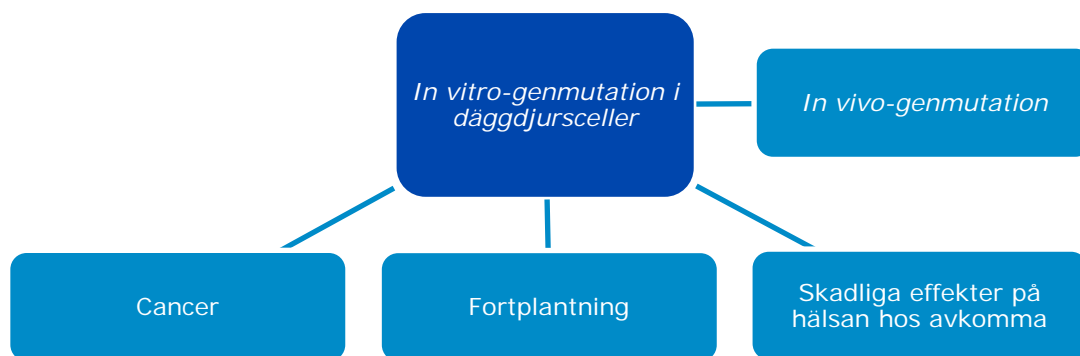 In vitro-genmutation i
däggdjursceller
In vivo-genmutation
Cancer
Fortplantning
Skadliga effekter på
hälsan hos avkomma